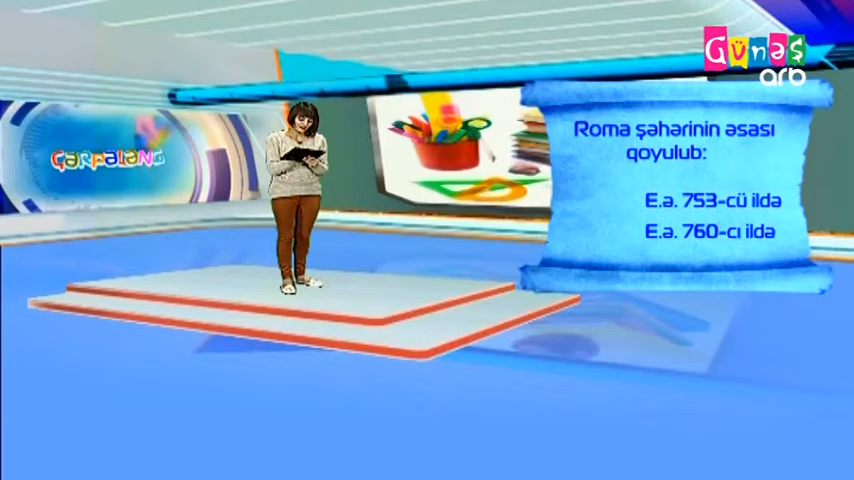 Günəş
arb
ÇərPələng
Roma şəhərinin əsası
qoyulub:
E.ə. 753-cü ildə
E.ə. 760-cı ildə